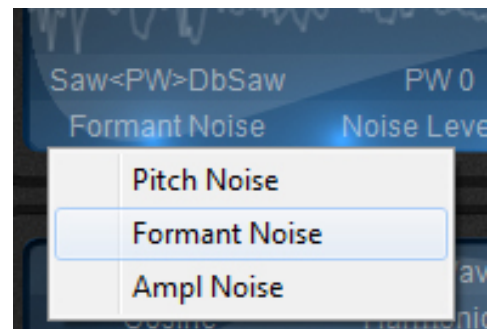 Saw<PW>DbSaw PW 0
Formant Noise Noise Leve
Pitch Noise
Formant Noise
Ampl Noise